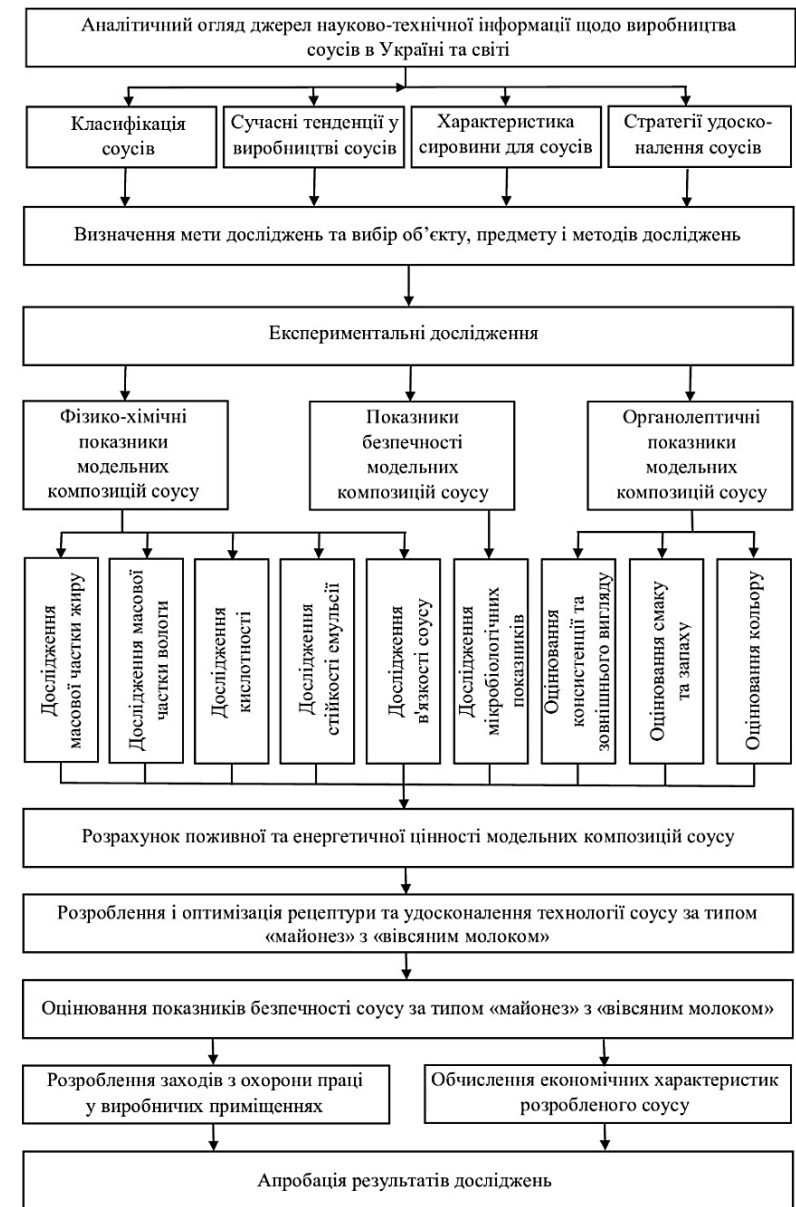 Аналітичний огляд джерел науково-технічної інформації щодо виробництва
соусів в Україні та світі
Класифікація
соусів
Сучасні тенденції у
виробництві соусів
Характеристика
сировини для соусів
Стратегії удоско-
налення соусів
Визначення мети досліджень та вибір об’єкту, предмету і методів досліджень
Експериментальні дослідження
Фізико-хімічні
показники
модельних
композицій соусу
Показники
безпечності
модельних
композицій соусу
Органолептичні
показники
модельних
композицій соусу
Дослідження
масової частки жиру
Дослідження масової
частки вологи
Дослідження
кислотності
Дослідження
стійкості емульсії
Дослідження
в'язкості соусу
Дослідження
мікробіологічних
показників
Оцінювання
консистенції та
зовнішнього вигляду
Оцінювання смаку
та запаху
Оцінювання кольору
Розрахунок поживної та енергетичної цінності модельних композицій соусу
Розроблення і оптимізація рецептури та удосконалення технології соусу за типом
«майонез» з «вівсяним молоком»
Оцінювання показників безпечності соусу за типом «майонез» з «вівсяним молоком»
Розроблення заходів з охорони праці
у виробничих приміщеннях
Обчислення економічних характеристик
розробленого соусу
Апробація результатів досліджень